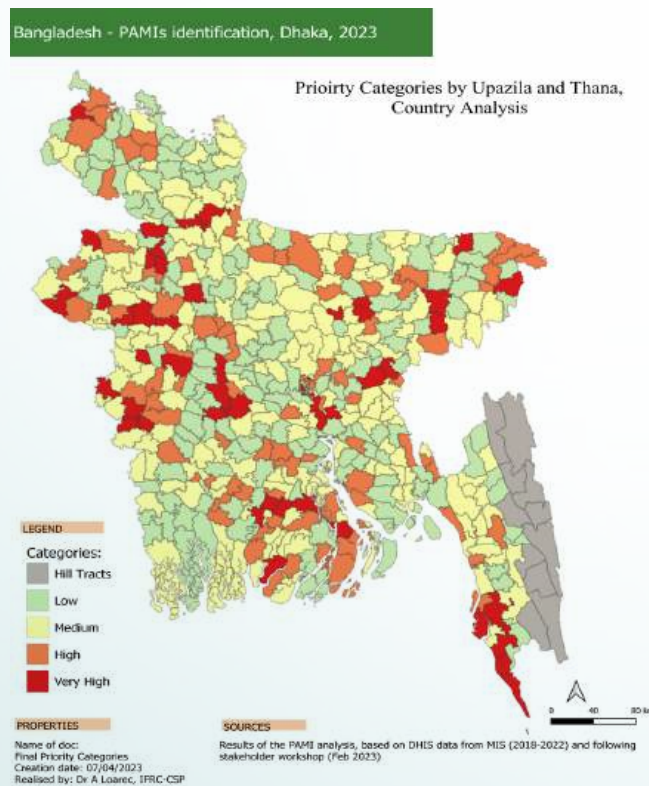 Bangladesh - PAMIs identification, Dhaka, 2023
Prioirty Categories by Upazila and Thana,
Country Analysis
LEGEND
Categories:
Hill Tracts
Low
Medium
High
Very High
0 40 80 k
PROPERTIES
Name of doc:
Final Priority Categories
Creation date: 07/04/2023
Realised by: Dr A Loarec, IFRC-CSP
SOURCES
Results of the PAMI analysis, based on DHIS data from MIS (2018-2022) and following
stakeholder workshop (Feb 2023)